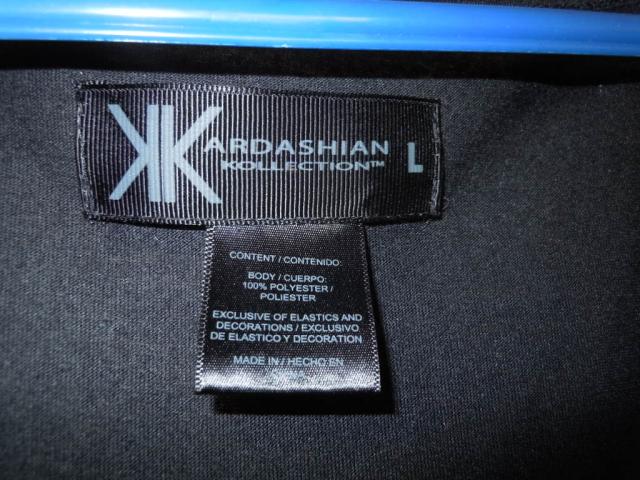 KARDASHIAN
KOLLECTION™
L
CONTENT / CONTENIDO:
BODY / CUERPO:
100% POLYESTER /
POLIESTER
EXCLUSIVE OF ELASTICS AND
DECORATIONS / EXCLUSIVO
DE ELASTICO Y DECORATION
MADE IN / HECHO EN